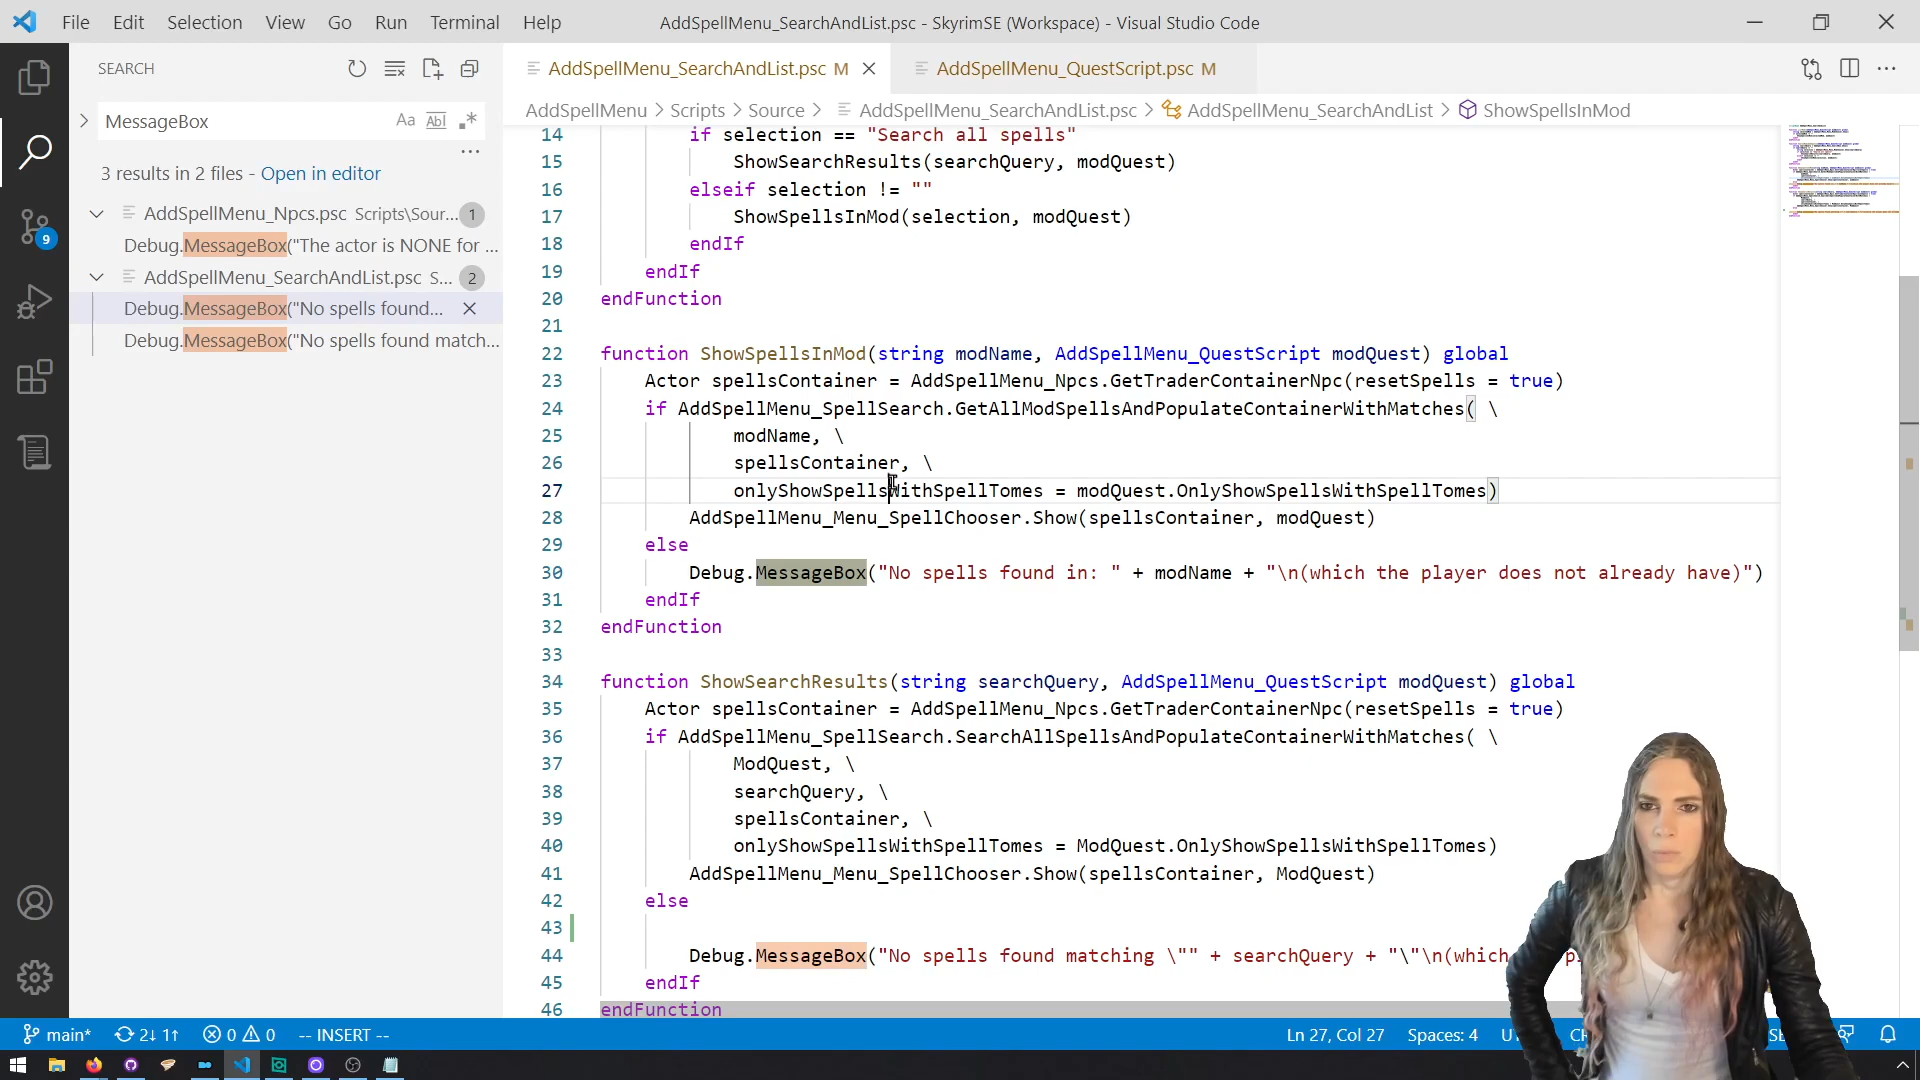 File Edit Selection View Go Run Terminal Help
AddSpellMenu_SearchAndList.psc - SkyrimSE (Workspace) - Visual Studio Code
SEARCH
MessageBox
Aa Abl .*
3 results in 2 files - Open in editor
AddSpellMenu_Npcs.psc Scripts\Sour... 1
Debug.MessageBox("The actor is NONE for ...
AddSpellMenu_SearchAndList.psc S... 2
Debug.MessageBox("No spells found...
Debug.MessageBox("No spells found match...
9
AddSpellMenu_SearchAndList.psc M
AddSpellMenu_QuestScript.psc M
AddSpellMenu > Scripts > Source > AddSpellMenu_SearchAndList.psc > AddSpellMenu_SearchAndList > ShowSpellsInMod
14 if selection == "Search all spells"
15 ShowSearchResults(searchQuery, modQuest)
16 elseif selection != ""
17 ShowSpellsInMod(selection, modQuest)
18 endIf
19 endIf
20 endFunction
21
22 function ShowSpellsInMod(string modName, AddSpellMenu_QuestScript modQuest) global
23 Actor spellsContainer = AddSpellMenu_Npcs.GetTraderContainerNpc(resetSpells = true)
24 if AddSpellMenu_SpellSearch.GetAllModSpellsAndPopulateContainerWithMatches( \
25 modName, \
26 spellsContainer, \
27 onlyShowSpellsWithSpellTomes = modQuest.OnlyShowSpellsWithSpellTomes)
28 AddSpellMenu_Menu_SpellChooser.Show(spellsContainer, modQuest)
29 else
30 Debug.MessageBox("No spells found in: " + modName + "\n(which the player does not already have)")
31 endIf
32 endFunction
33
34 function ShowSearchResults(string searchQuery, AddSpellMenu_QuestScript modQuest) global
35 Actor spellsContainer = AddSpellMenu_Npcs.GetTraderContainerNpc(resetSpells = true)
36 if AddSpellMenu_SpellSearch.SearchAllSpellsAndPopulateContainerWithMatches( \
37 ModQuest, \
38 searchQuery, \
39 spellsContainer, \
40 onlyShowSpellsWithSpellTomes = ModQuest.OnlyShowSpellsWithSpellTomes)
41 AddSpellMenu_Menu_SpellChooser.Show(spellsContainer, ModQuest)
42 else
43
44 Debug.MessageBox("No spells found matching \"" + searchQuery + "\"\n(which
45 endIf
46 endFunction
main* 2↓ 1↑ 0 0 -- INSERT -- Ln 27, Col 27 Spaces: 4